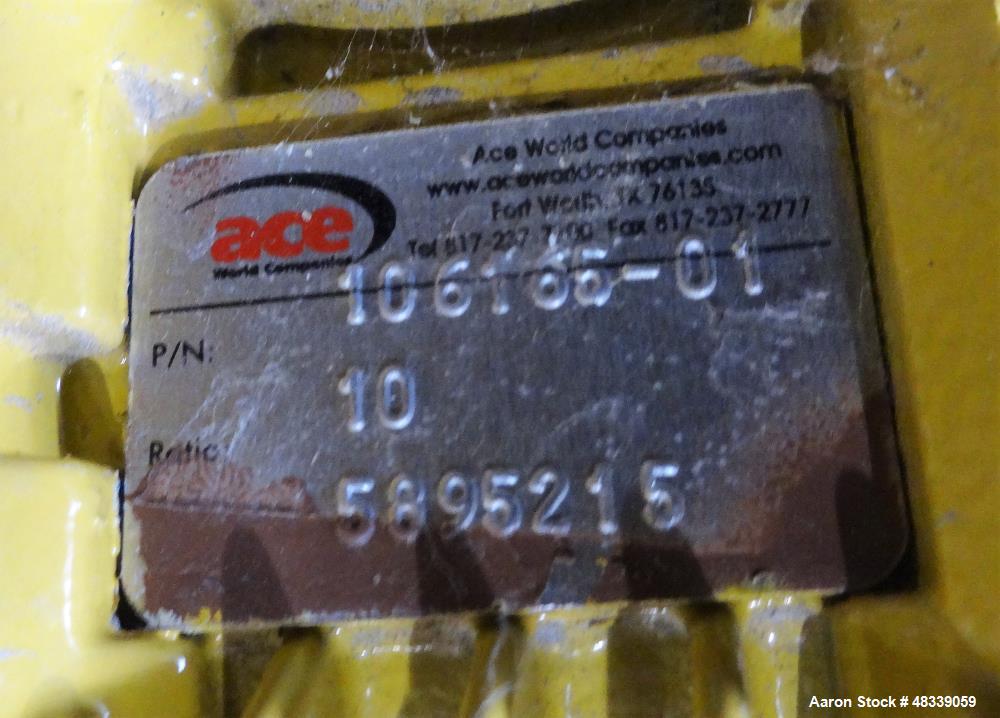 Ace World Companies
www.aceworldcompanies.com
Fort Worth, TX 76135
Tel 817-237-7700 Fax 817-237-2777
ace
World Companies
106165-01
P/N:
10
Ratio:
5895215
Aaron Stock # 48339059